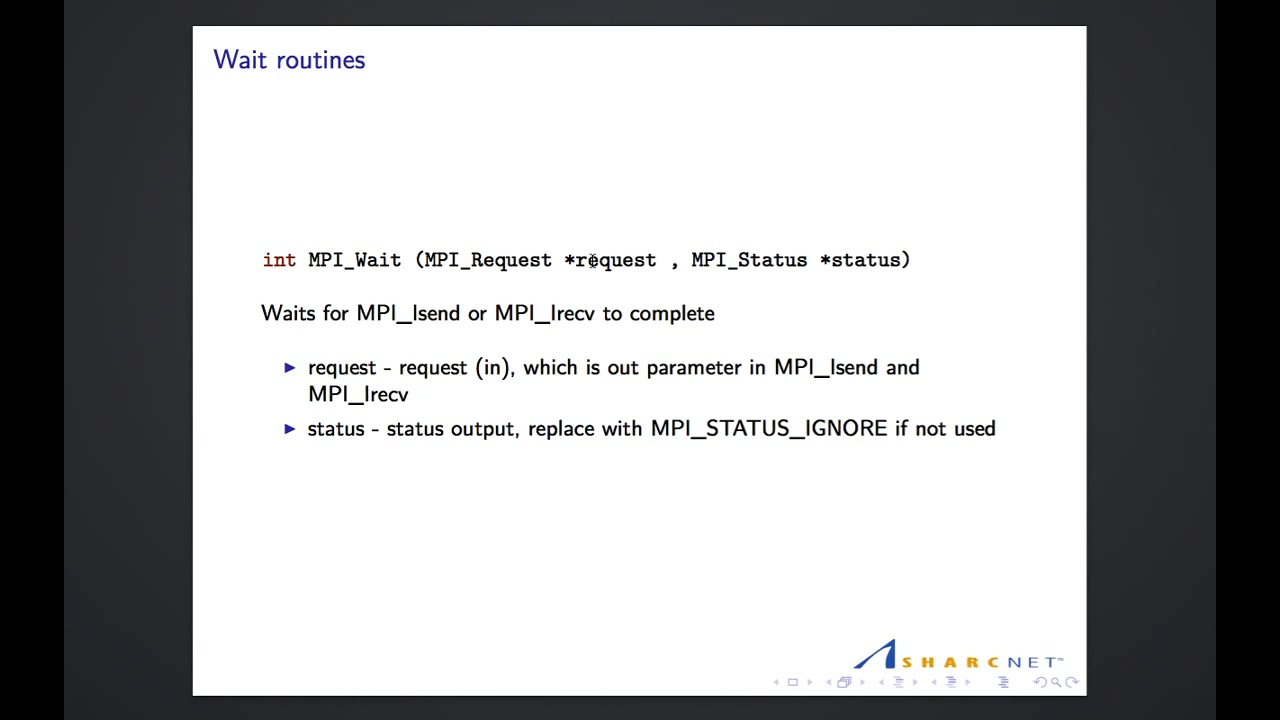 Wait routines
int MPI_Wait (MPI_Request *request , MPI_Status *status)
Waits for MPI_Isend or MPI_Irecv to complete
▶ request - request (in), which is out parameter in MPI_Isend and
MPI_Irecv
▶ status - status output, replace with MPI_STATUS_IGNORE if not used
SHARCNET™